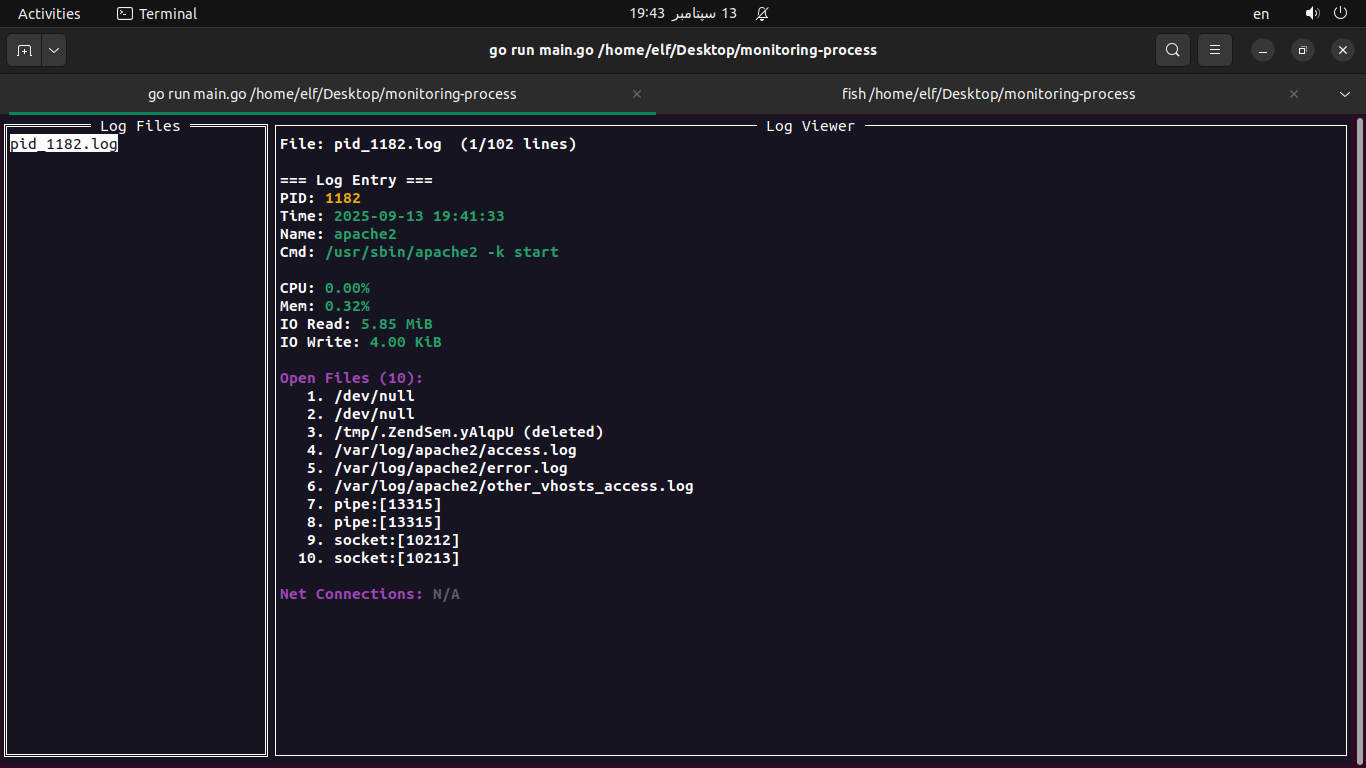 Activities
Terminal
13 سپتامبر 19:43
en
go run main.go /home/elf/Desktop/monitoring-process
go run main.go /home/elf/Desktop/monitoring-process
fish /home/elf/Desktop/monitoring-process
Log Files
pid_1182.log
Log Viewer
File: pid_1182.log (1/102 lines)
=== Log Entry ===
PID: 1182
Time: 2025-09-13 19:41:33
Name: apache2
Cmd: /usr/sbin/apache2 -k start
CPU: 0.00%
Mem: 0.32%
IO Read: 5.85 MiB
IO Write: 4.00 KiB
Open Files (10):
1. /dev/null
2. /dev/null
3. /tmp/.ZendSem.yAlqpU (deleted)
4. /var/log/apache2/access.log
5. /var/log/apache2/error.log
6. /var/log/apache2/other_vhosts_access.log
7. pipe:[13315]
8. pipe:[13315]
9. socket:[10212]
10. socket:[10213]
Net Connections: N/A